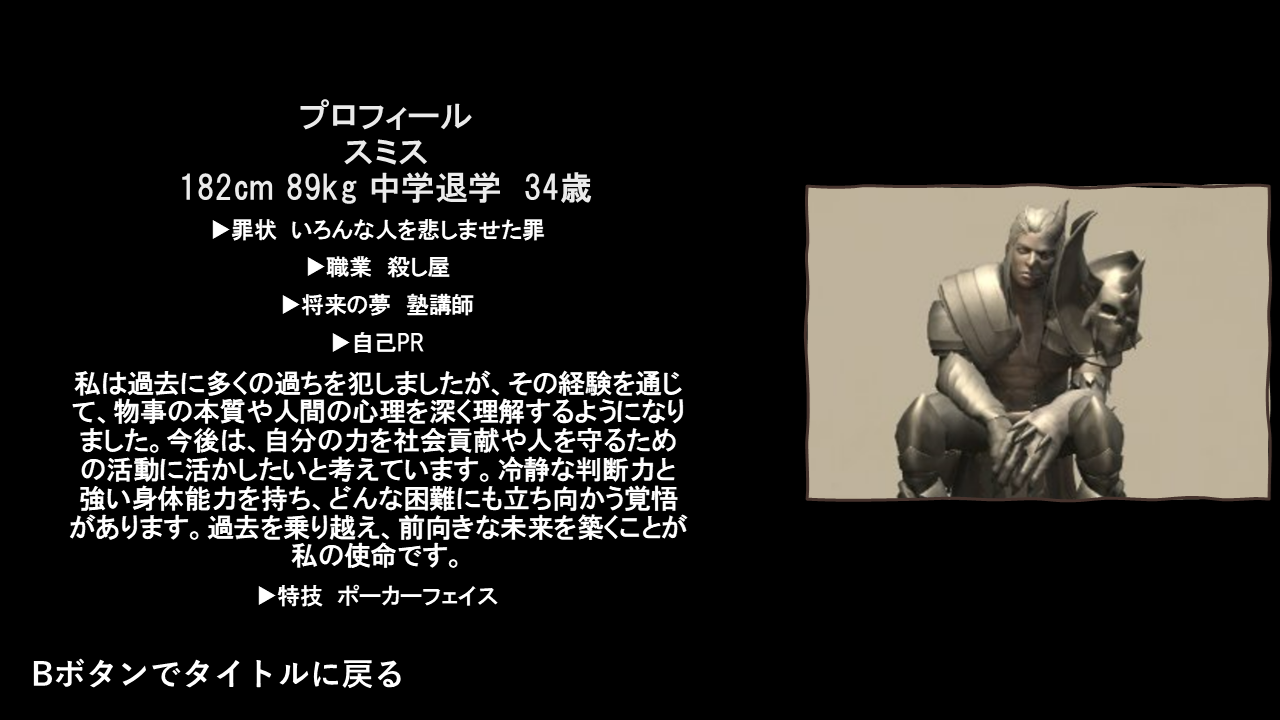 プロフィール
スミス
182cm 89kg 中学退学　34歳
▶罪状　いろんな人を悲しませた罪
▶職業　殺し屋
▶将来の夢　塾講師
▶自己PR
私は過去に多くの過ちを犯しましたが、その経験を通じ
て、物事の本質や人間の心理を深く理解するようになり
ました。今後は、自分の力を社会貢献や人を守るため
の活動に活かしたいと考えています。冷静な判断力と
強い身体能力を持ち、どんな困難にも立ち向かう覚悟
があります。過去を乗り越え、前向きな未来を築くことが
私の使命です。
▶特技　ポーカーフェイス
Bボタンでタイトルに戻る